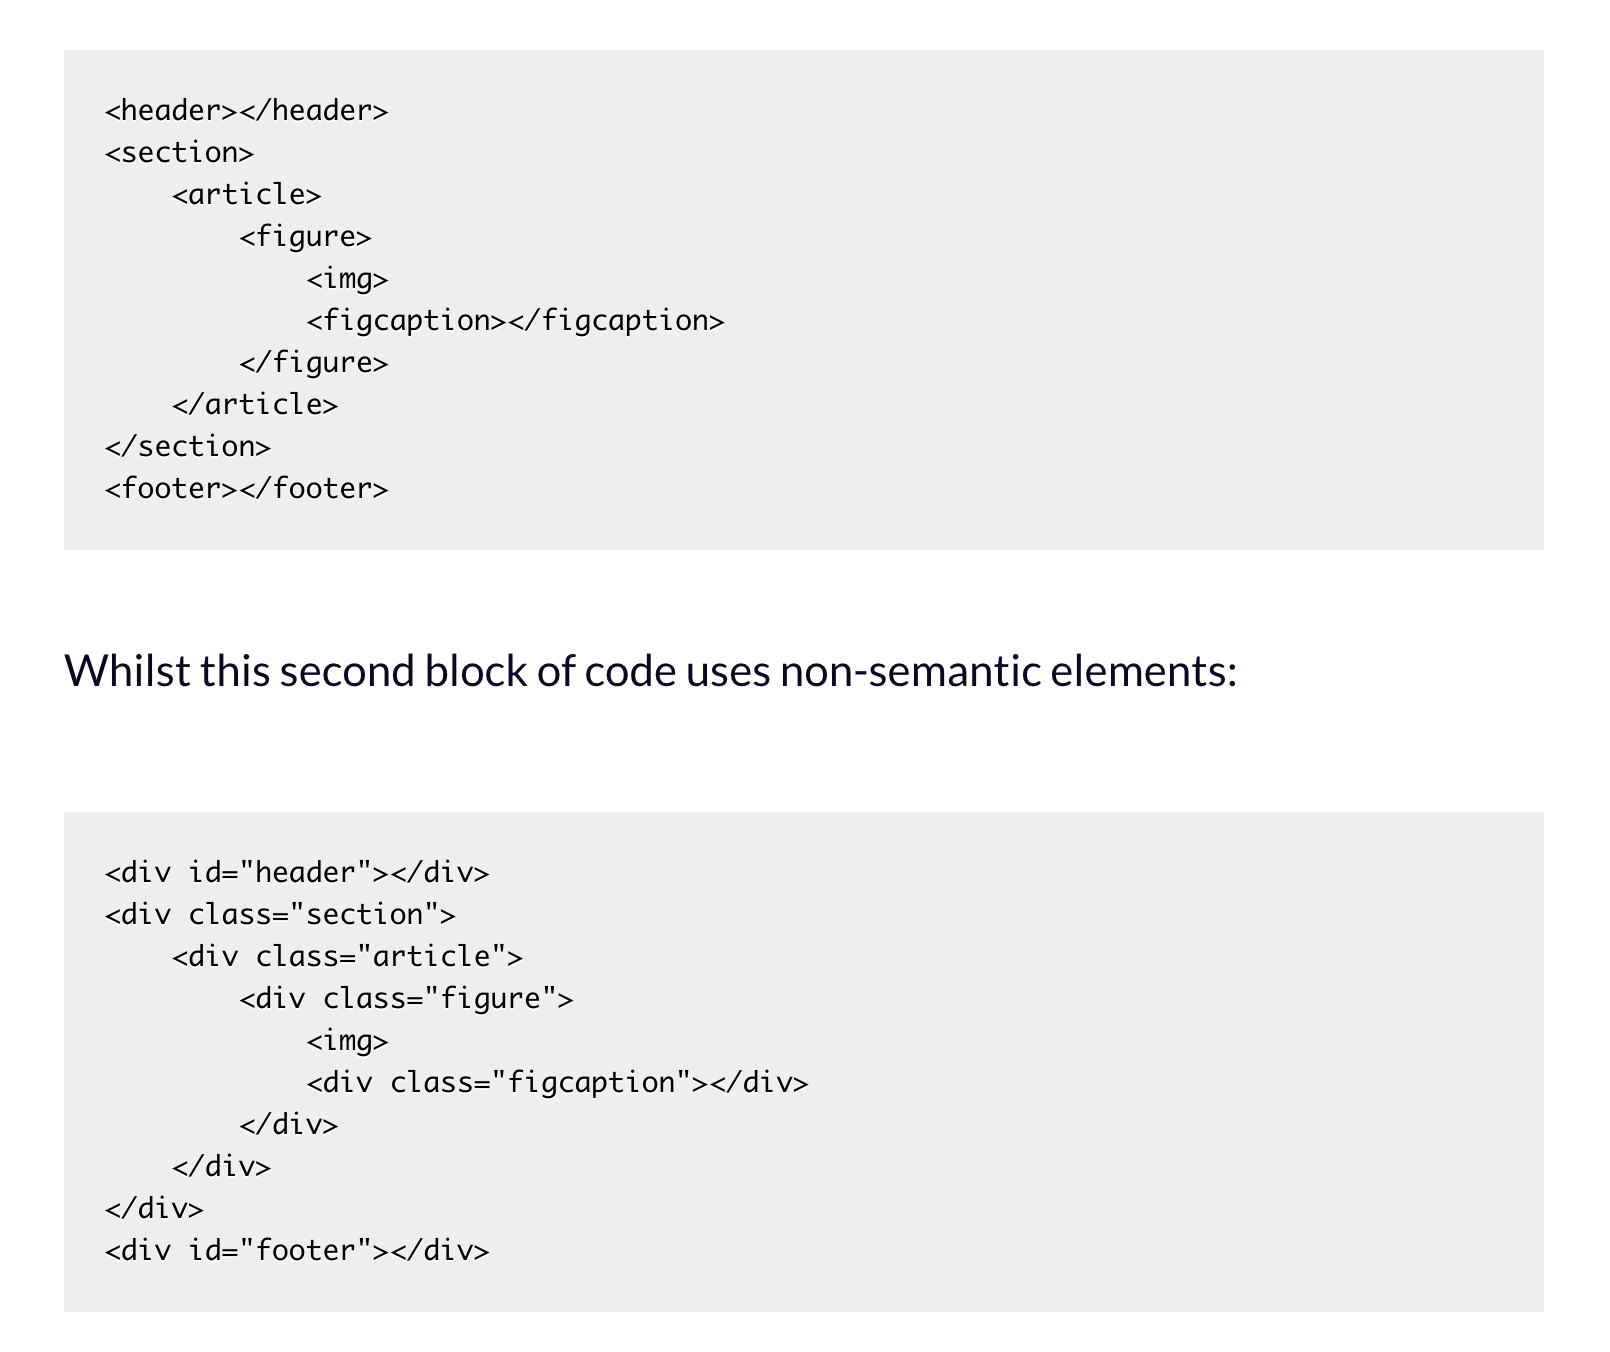 <header></header>
<section>
    <article>
        <figure>
            <img>
            <figcaption></figcaption>
        </figure>
    </article>
</section>
<footer></footer>
Whilst this second block of code uses non-semantic elements:
<div id="header"></div>
<div class="section">
    <div class="article">
        <div class="figure">
            <img>
            <div class="figcaption"></div>
        </div>
    </div>
</div>
<div id="footer"></div>